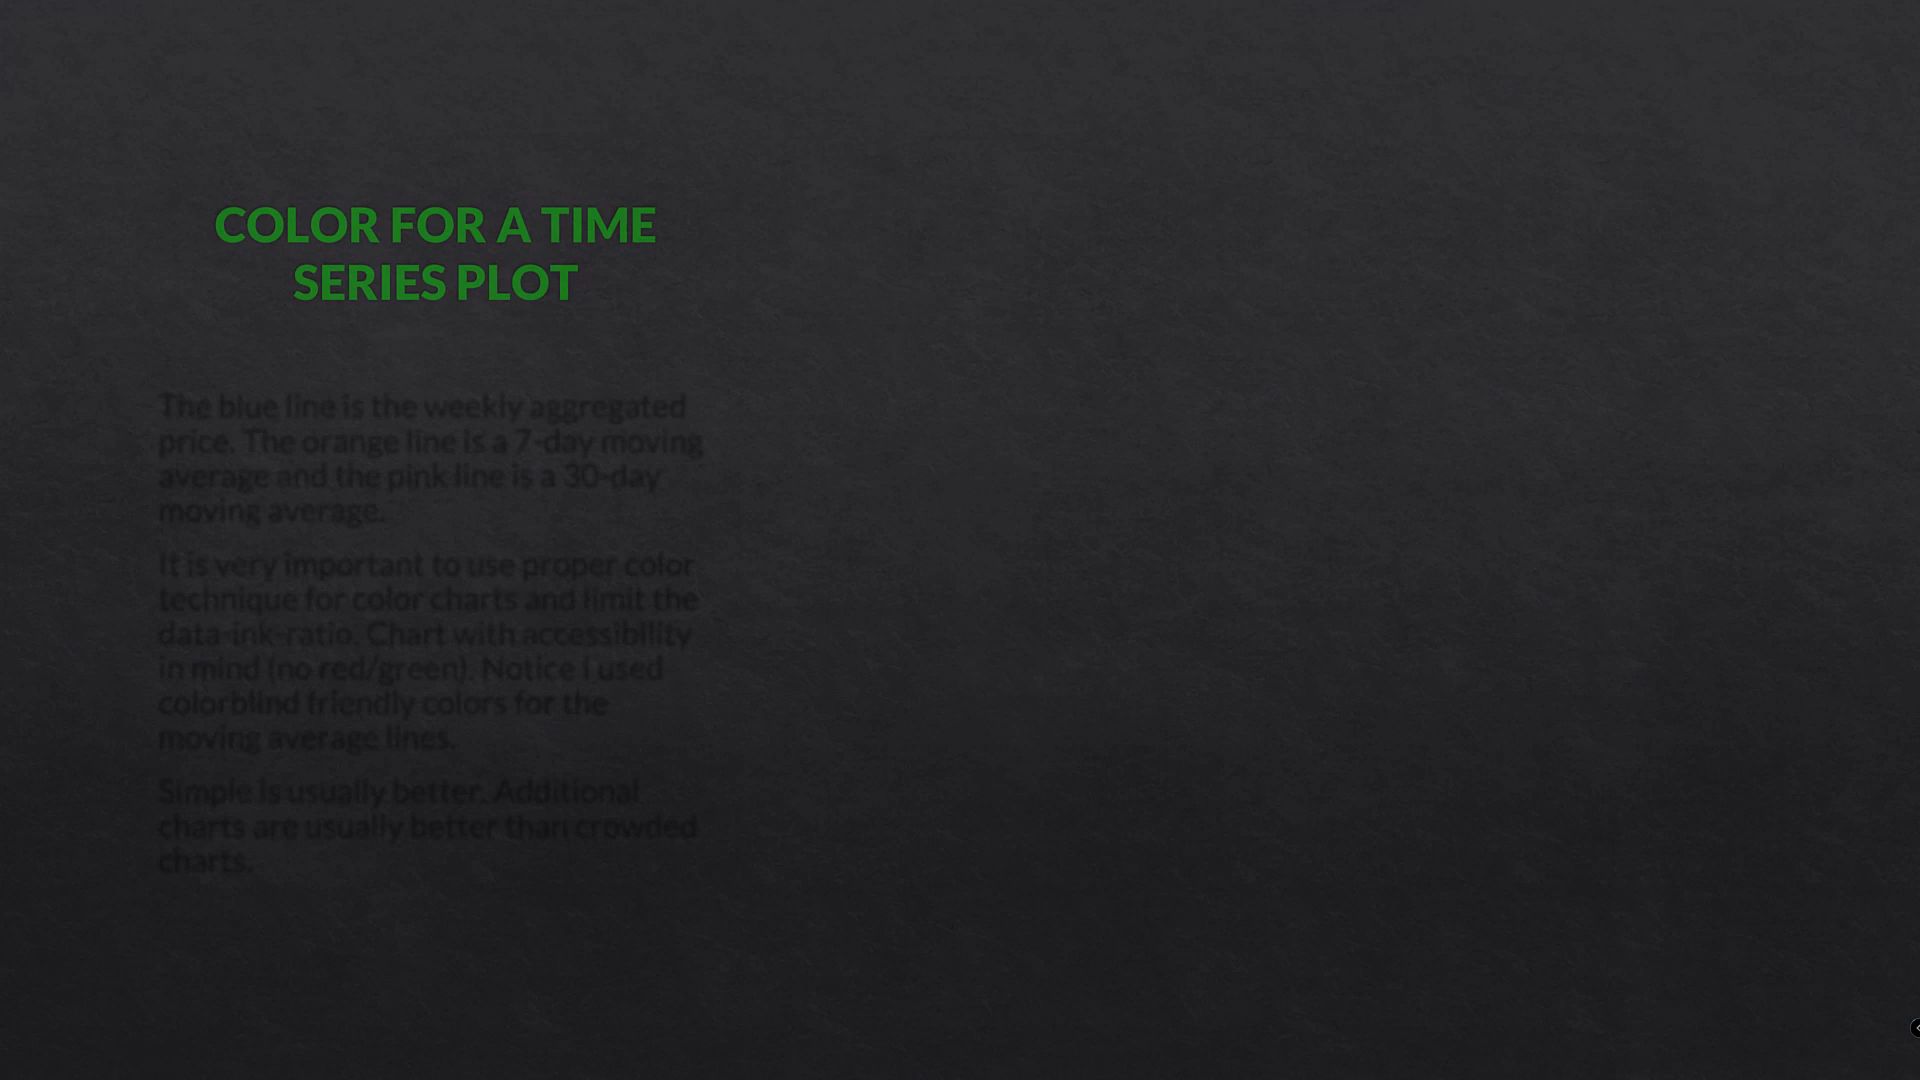 COLOR FOR A TIME
SERIES PLOT
The blue line is the weekly aggregated
price. The orange line is a 7-day moving
average and the pink line is a 30-day
moving average.
It is very important to use proper color
technique for color charts and limit the
data-ink-ratio. Chart with accessibility
in mind (no red/green). Notice I used
colorblind friendly colors for the
moving average lines.
Simple is usually better. Additional
charts are usually better than crowded
charts.